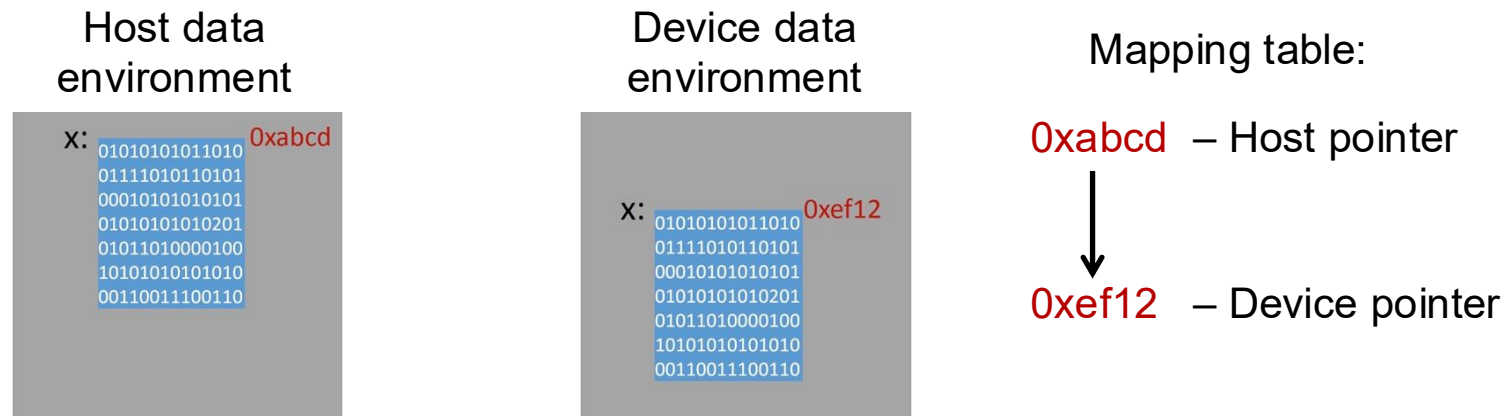 Host data
environment
x:
0xabcd
01010101011010
01111010110101
00010101010101
01010101010201
01011010000100
10101010101010
00110011100110
Device data
environment
x:
0xef12
01010101011010
01111010110101
00010101010101
01010101010201
01011010000100
10101010101010
00110011100110
Mapping table:
0xabcd – Host pointer
0xef12 – Device pointer